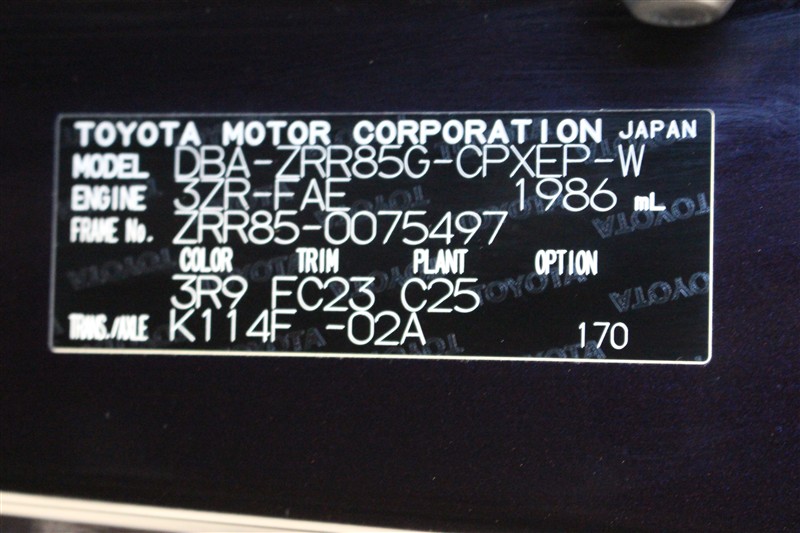 TOYOTA MOTOR CORPORATION JAPAN
MODEL DBA-ZRR85G-CPXEP-W
ENGINE 3ZR-FAE 1986 mL
FRAME No. ZRR85-0075497
COLOR TRIM PLANT OPTION
3R9 FC23 C25
TRANS./AXLE K114F -02A 170